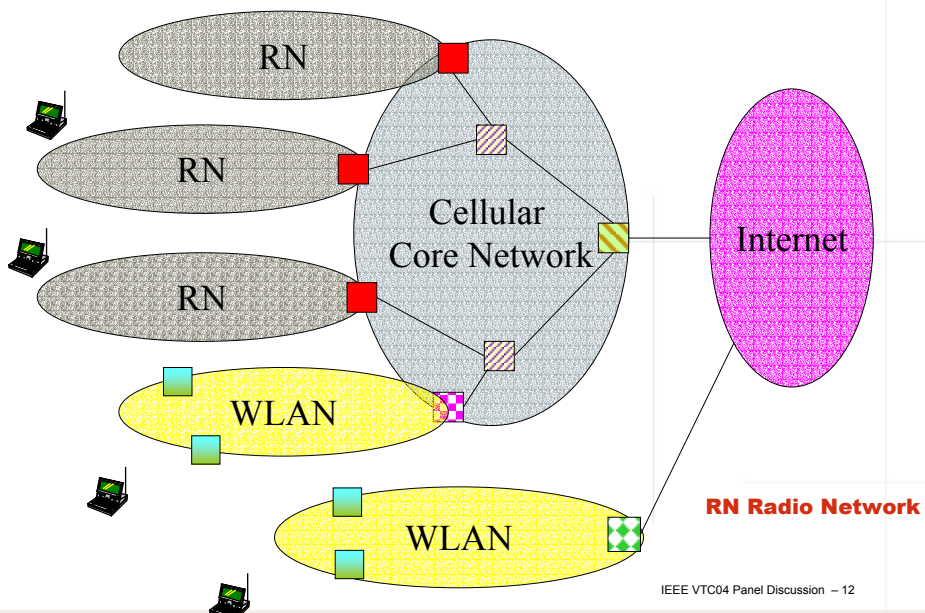 RN
RN
Cellular
Core Network
Internet
RN
WLAN
RN Radio Network
WLAN
IEEE VTC04 Panel Discussion – 12